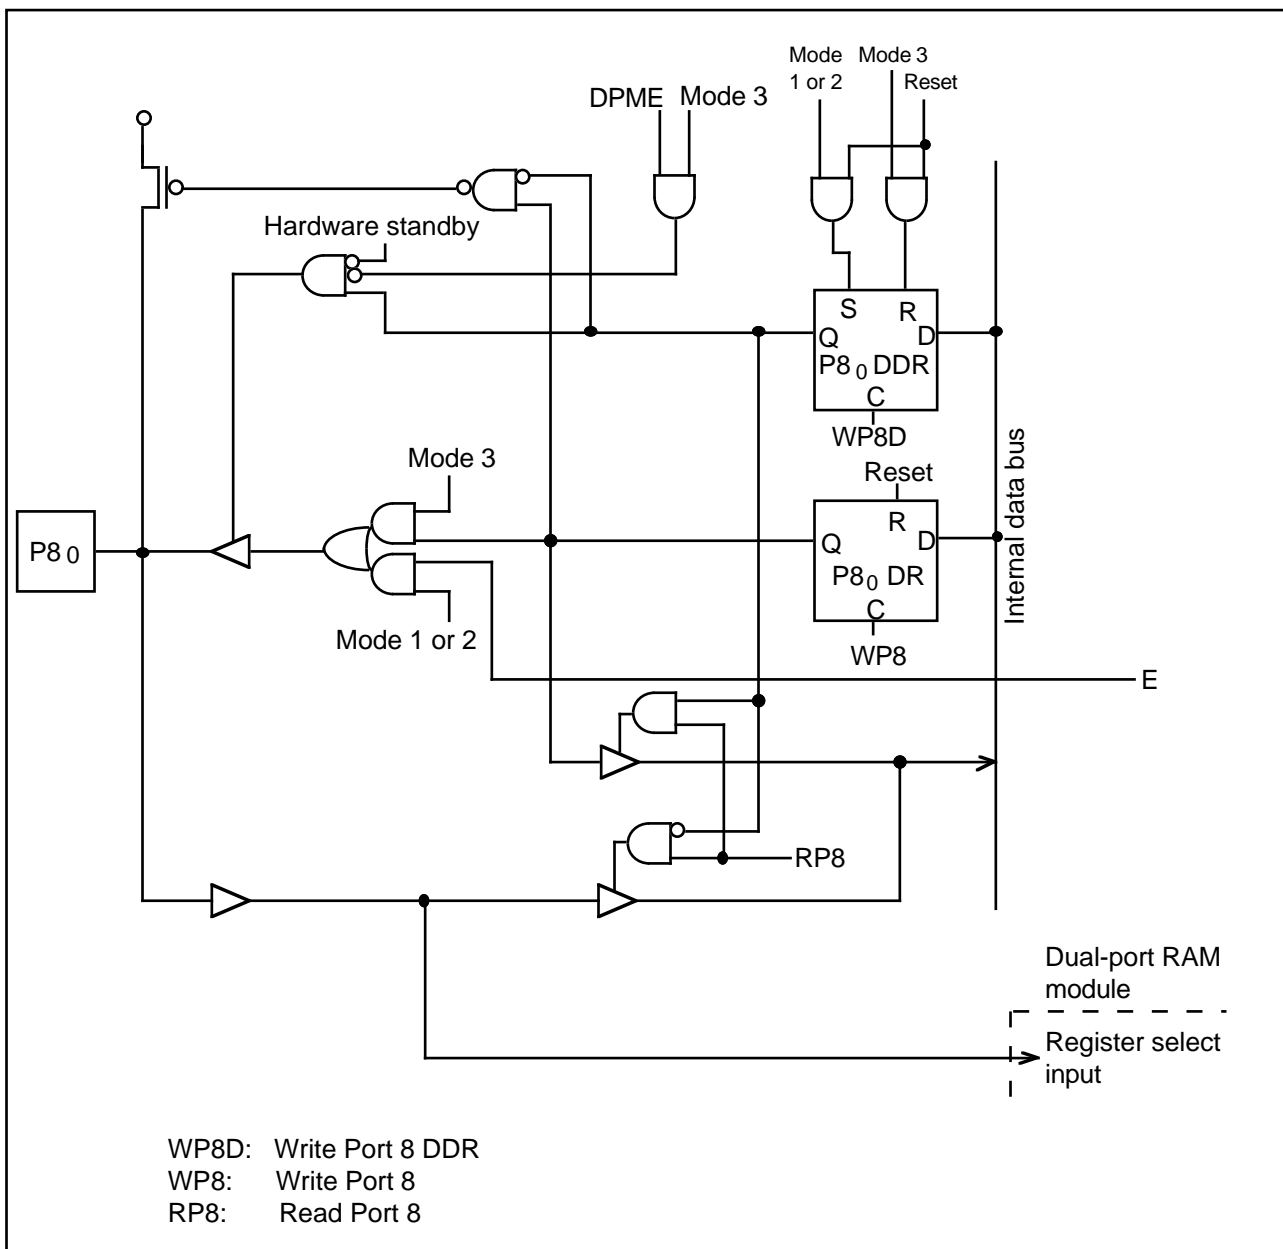 Mode
1 or 2
Mode 3
Reset
DPME
Mode 3
Hardware standby
S
R
Q
D
P8 0 DDR
C
WP8D
Mode 3
Reset
R
Q
D
P8 0
P8 0 DR
C
Internal data bus
Mode 1 or 2
WP8
E
RP8
Dual-port RAM
module
Register select
input
WP8D: Write Port 8 DDR
WP8: Write Port 8
RP8: Read Port 8